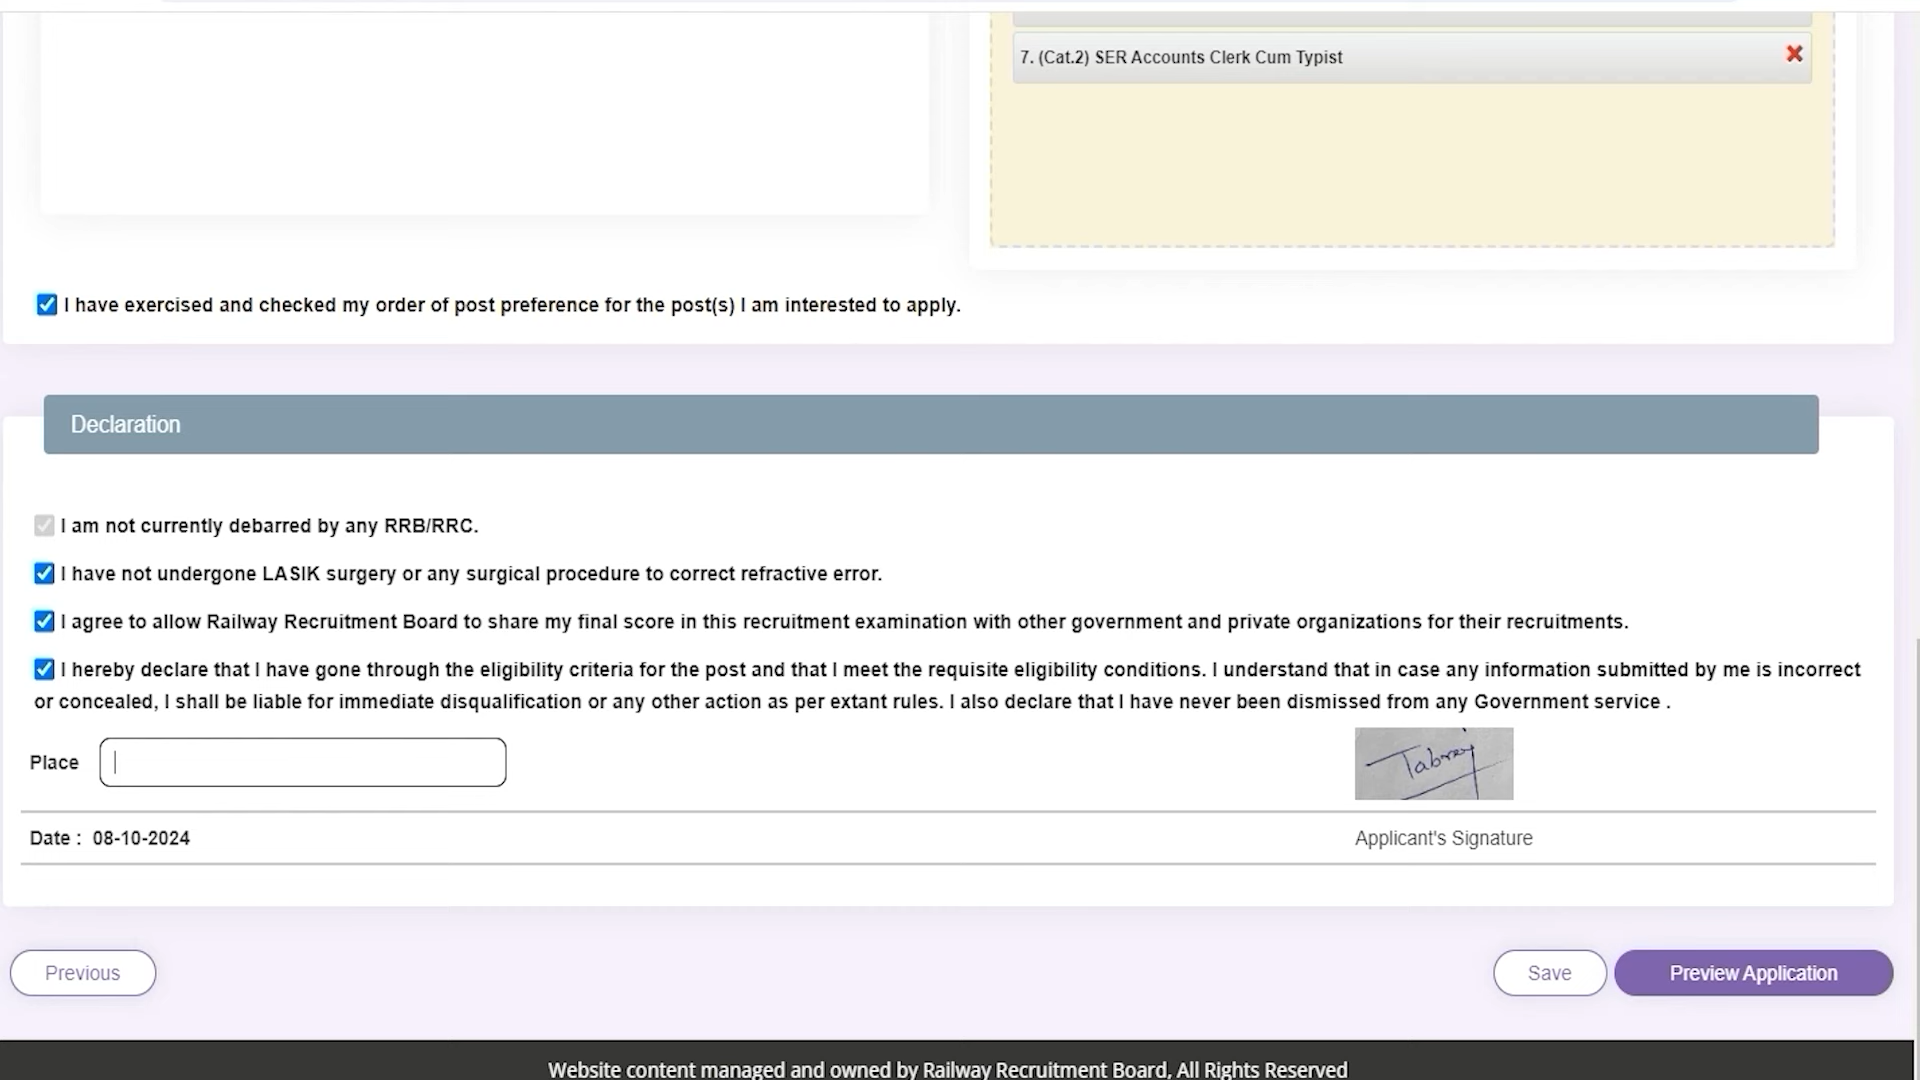 7. (Cat.2) SER Accounts Clerk Cum Typist
I have exercised and checked my order of post preference for the post(s) I am interested to apply.
Declaration
I am not currently debarred by any RRB/RRC.
I have not undergone LASIK surgery or any surgical procedure to correct refractive error.
I agree to allow Railway Recruitment Board to share my final score in this recruitment examination with other government and private organizations for their recruitments.
I hereby declare that I have gone through the eligibility criteria for the post and that I meet the requisite eligibility conditions. I understand that in case any information submitted by me is incorrect
or concealed, I shall be liable for immediate disqualification or any other action as per extant rules. I also declare that I have never been dismissed from any Government service .
Place
Date : 08-10-2024
Applicant's Signature
Previous
Save
Preview Application
Website content managed and owned by Railway Recruitment Board, All Rights Reserved